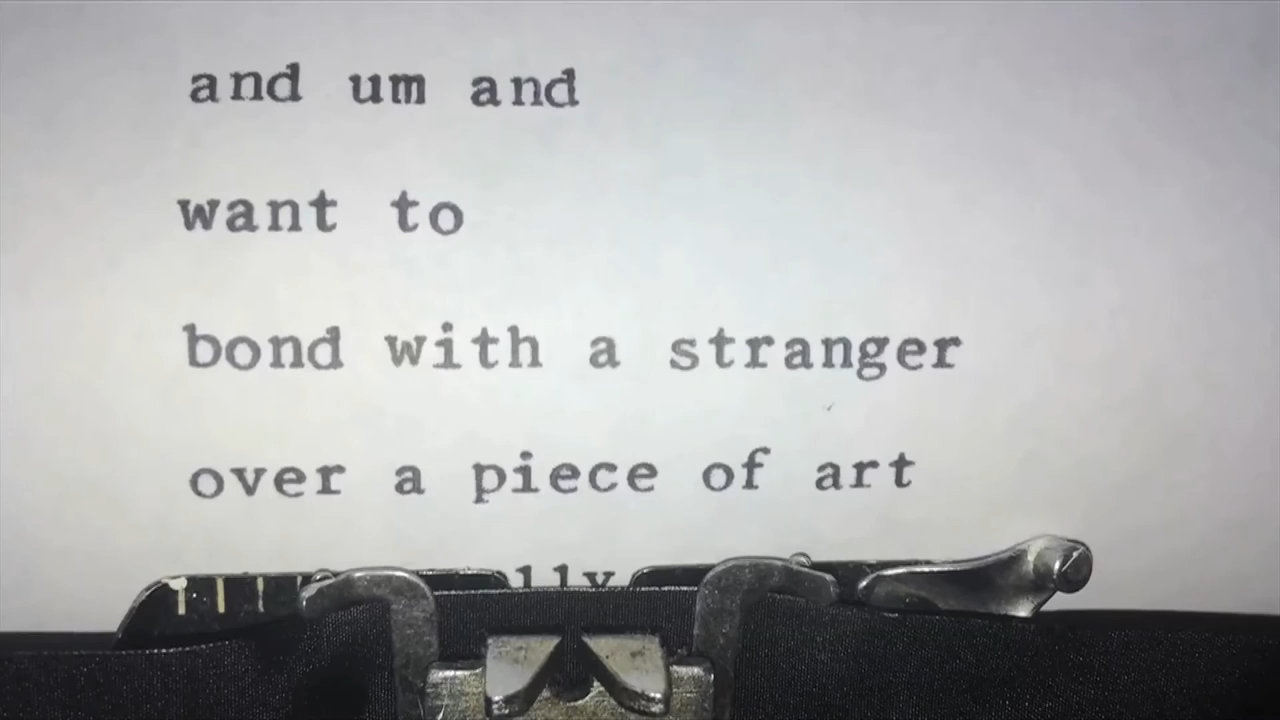 and um and
want to
bond with a stranger
over a piece of art